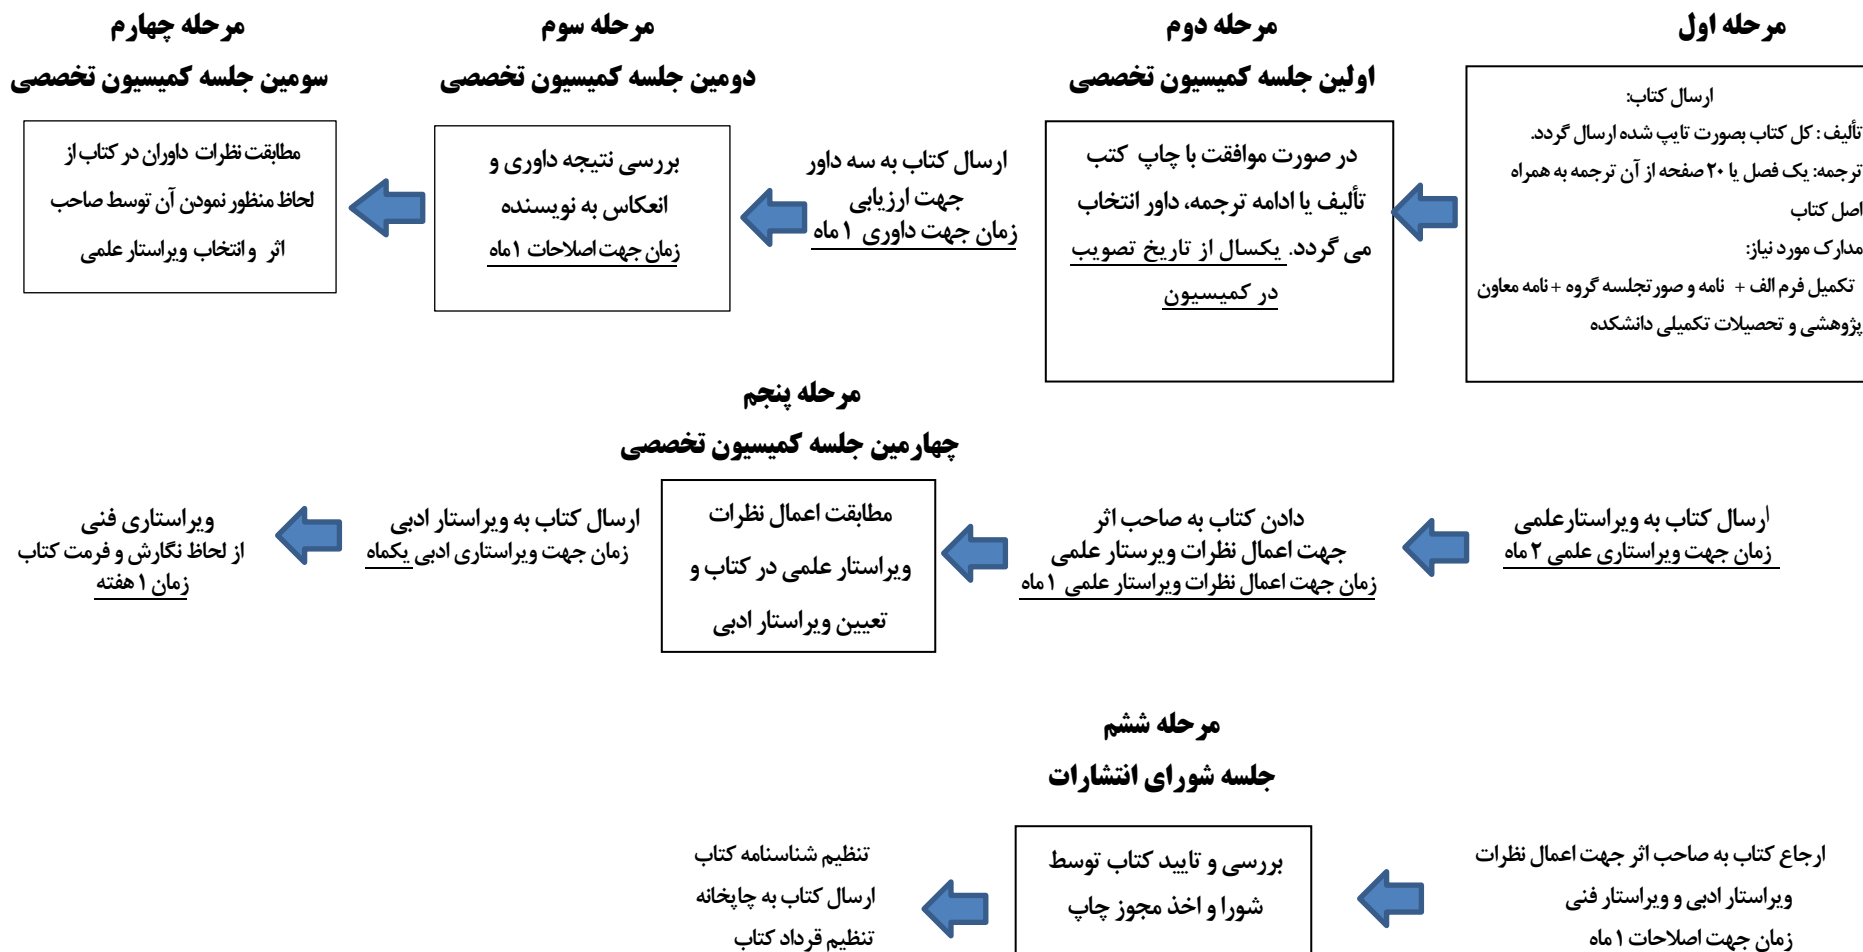 مرحله اول
ارسال کتاب:
تألیف : کل کتاب بصورت تایپ شده ارسال گردد.
ترجمه: یک فصل یا ۲۰ صفحه از آن ترجمه به همراه
اصل کتاب
مدارک مورد نیاز:
تکمیل فرم الف + نامه و صورتجلسه گروه + نامه معاون
پژوهشی و تحصیلات تکمیلی دانشکده
مرحله دوم
اولین جلسه کمیسیون تخصصی
در صورت موافقت با چاپ کتب
تألیف یا ادامه ترجمه، داور انتخاب
می گردد. یکسال از تاریخ تصویب
در کمیسیون
ارسال کتاب به سه داور
جهت ارزیابی
زمان جهت داوری ۱ ماه
مرحله سوم
دومین جلسه کمیسیون تخصصی
بررسی نتیجه داوری و
انعکاس به نویسنده
زمان جهت اصلاحات ۱ماه
مرحله چهارم
سومین جلسه کمیسیون تخصصی
مطابقت نظرات داوران در کتاب از
لحاظ منظور نمودن آن توسط صاحب
اثر و انتخاب ویراستار علمی
ارسال کتاب به ویراستارعلمی
زمان جهت ویراستاری علمی ۲ ماه
دادن کتاب به صاحب اثر
جهت اعمال نظرات ویرستار علمی
زمان جهت اعمال نظرات ویراستار علمی ۱ ماه
مرحله پنجم
چهارمین جلسه کمیسیون تخصصی
مطابقت اعمال نظرات
ویراستار علمی در کتاب و
تعیین ویراستار ادبی
ارسال کتاب به ویراستار ادبی
زمان جهت ویراستاری ادبی یکماه
ویراستاری فنی
از لحاظ نگارش و فرمت کتاب
زمان ۱ هفته
ارجاع کتاب به صاحب اثر جهت اعمال نظرات
ویراستار ادبی و ویراستار فنی
زمان جهت اصلاحات ۱ ماه
مرحله ششم
جلسه شورای انتشارات
بررسی و تایید کتاب توسط
شورا و اخذ مجوز چاپ
تنظیم شناسنامه کتاب
ارسال کتاب به چاپخانه
تنظیم قرداد کتاب